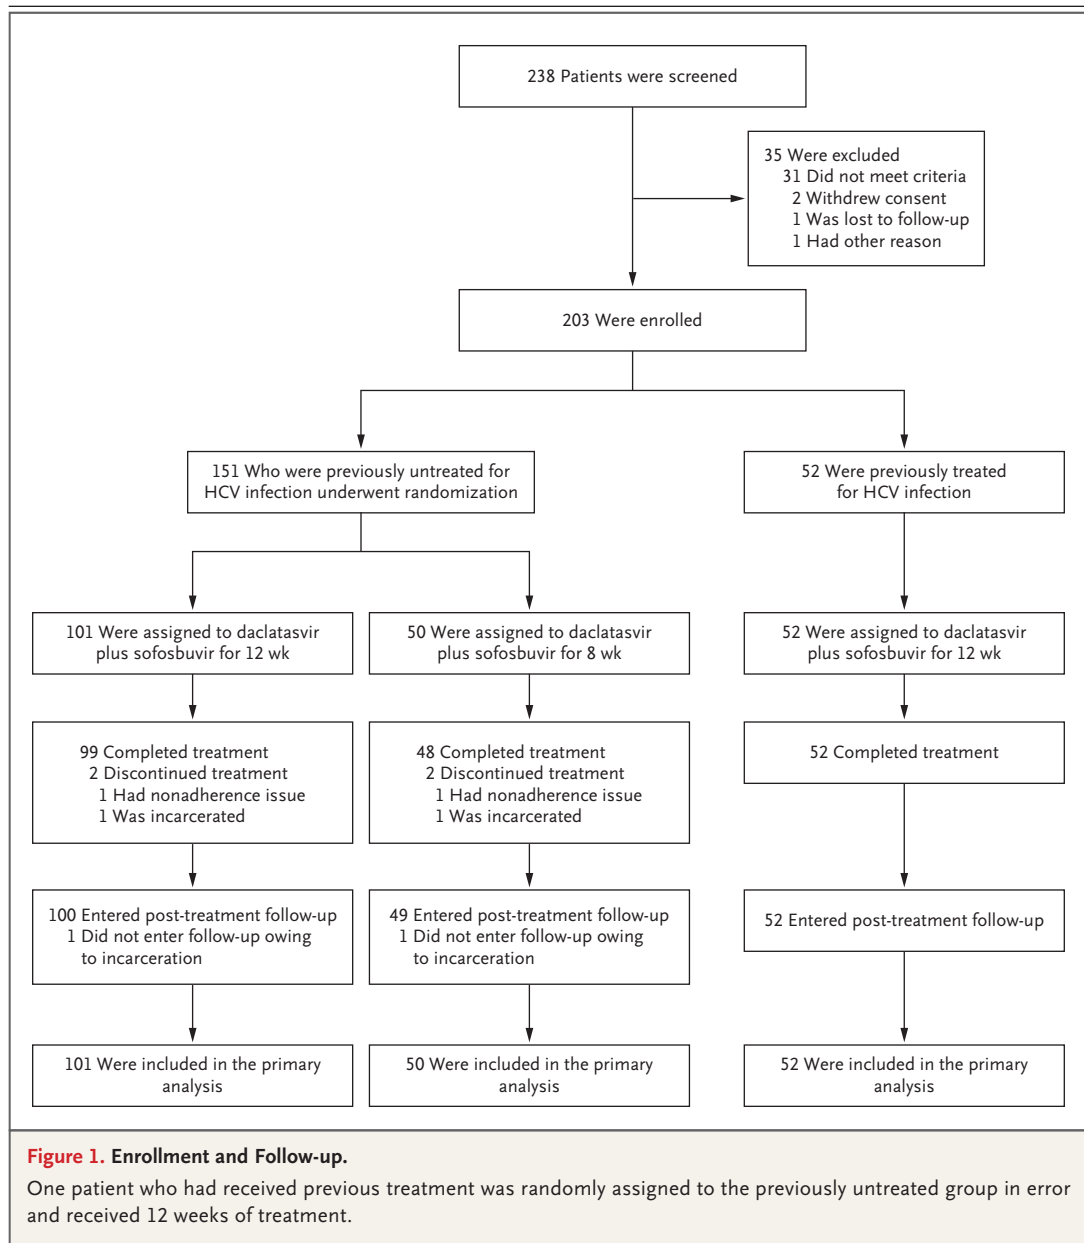 238 Patients were screened
35 Were excluded
31 Did not meet criteria
2 Withdrew consent
1 Was lost to follow-up
1 Had other reason
203 Were enrolled
151 Who were previously untreated for
HCV infection underwent randomization
52 Were previously treated
for HCV infection
101 Were assigned to daclatasvir
plus sofosbuvir for 12 wk
50 Were assigned to daclatasvir
plus sofosbuvir for 8 wk
52 Were assigned to daclatasvir
plus sofosbuvir for 12 wk
99 Completed treatment
2 Discontinued treatment
1 Had nonadherence issue
1 Was incarcerated
48 Completed treatment
2 Discontinued treatment
1 Had nonadherence issue
1 Was incarcerated
52 Completed treatment
100 Entered post-treatment follow-up
1 Did not enter follow-up owing
to incarceration
49 Entered post-treatment follow-up
1 Did not enter follow-up owing
to incarceration
52 Entered post-treatment follow-up
101 Were included in the primary
analysis
50 Were included in the primary
analysis
52 Were included in the primary
analysis
Figure 1. Enrollment and Follow-up.
One patient who had received previous treatment was randomly assigned to the previously untreated group in error
and received 12 weeks of treatment.